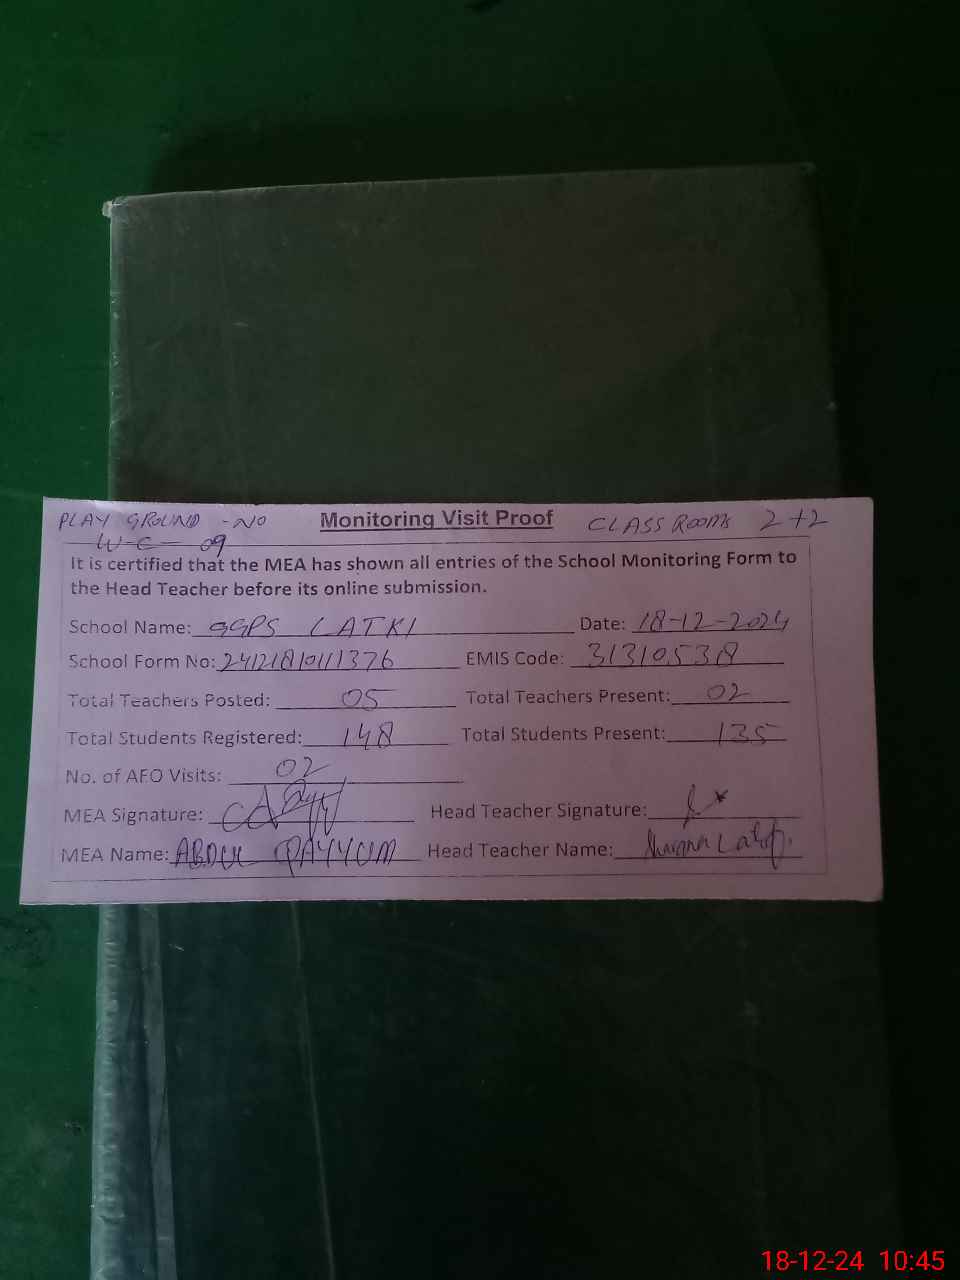 PLAY GROUND - NO Monitoring Visit Proof CLASS ROOMS 2+2
W-C- 09
It is certified that the MEA has shown all entries of the School Monitoring Form to
the Head Teacher before its online submission.
School Name: GGPS LATKI Date: 18-12-2024
School Form No: EMIS Code: 31310538
Total Teachers Posted: 05 Total Teachers Present: 02
Total Students Registered: 148 Total Students Present: 135
No. of AEO Visits: 02
MEA Signature: Head Teacher Signature:
MEA Name: ABDUL QAYYUM Head Teacher Name: Latif
18-12-24 10:45